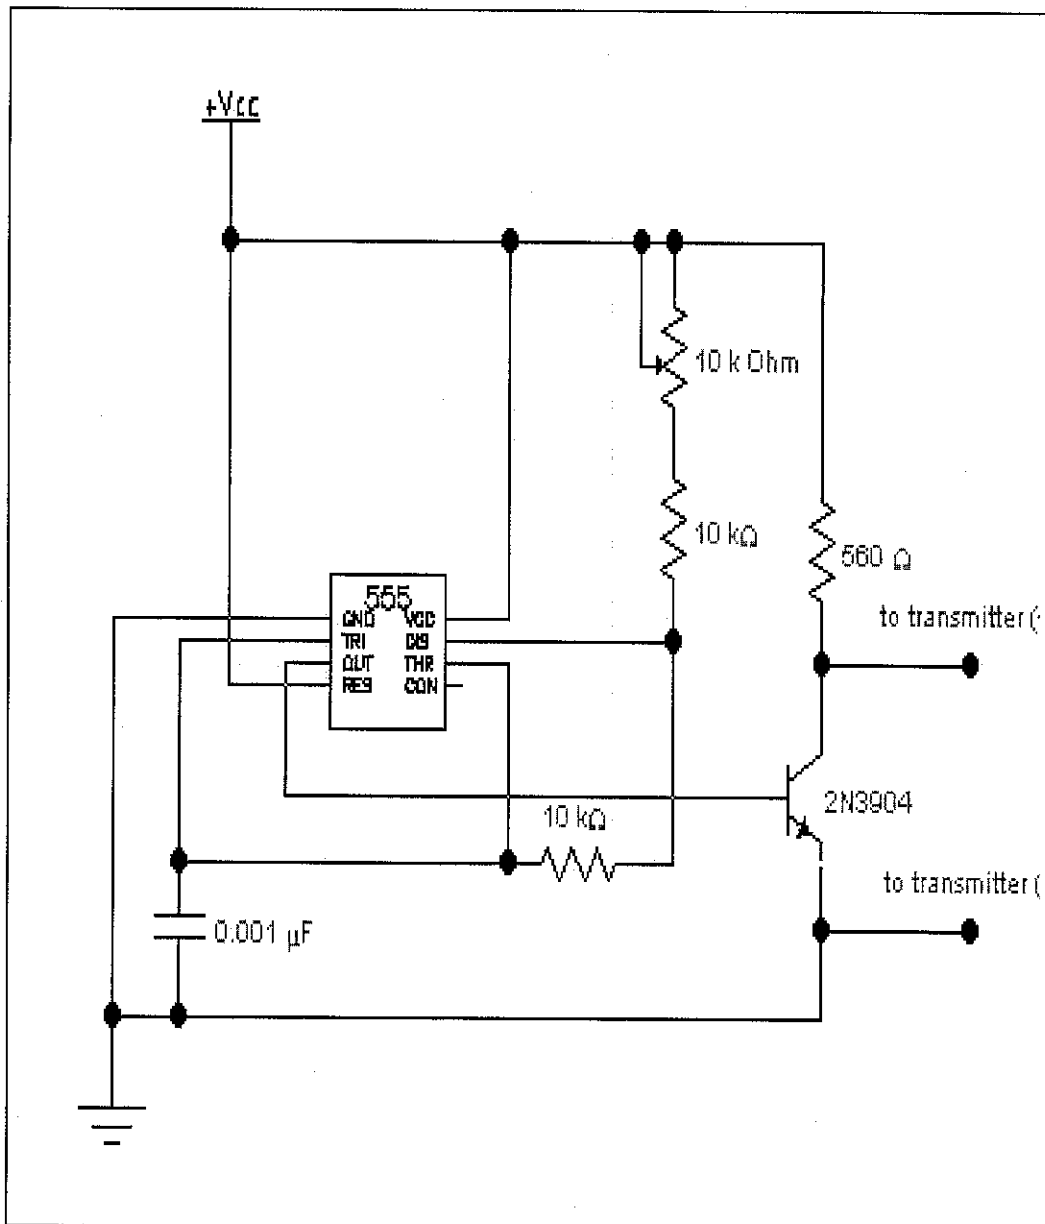 +Vcc
10 k Ohm
10 kΩ
560 Ω
to transmitter (
555
GND VCC
TRI DIS
OUT THR
RES CON
2N3904
10 kΩ
to transmitter (
0.001 µF